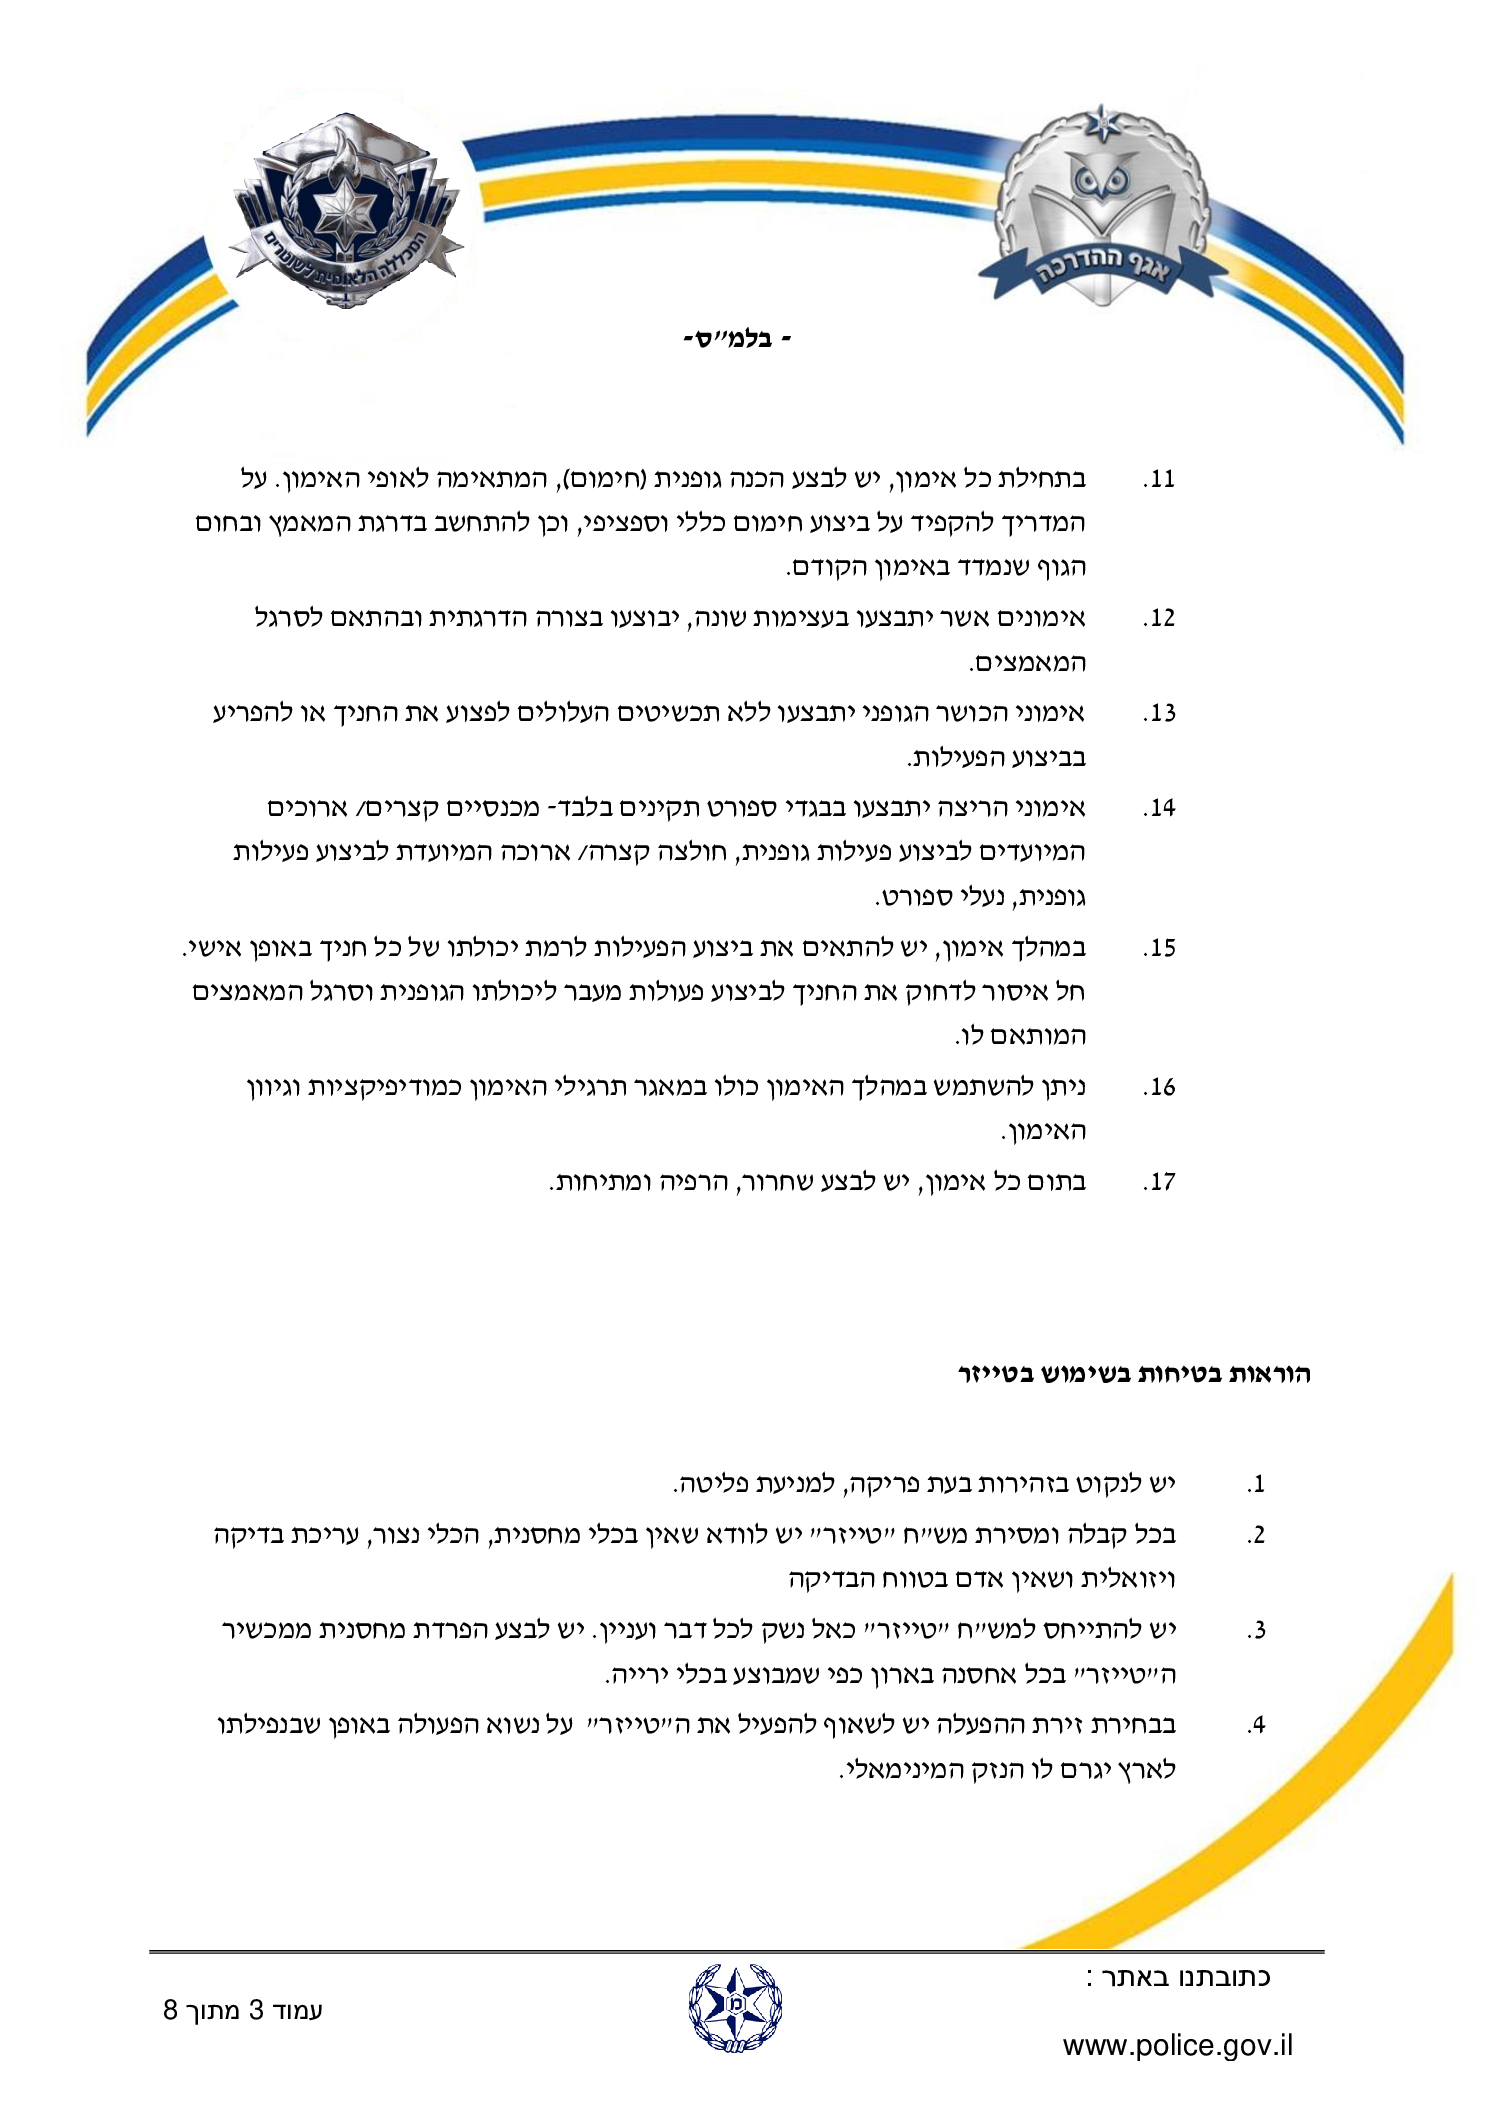 המכללה הלאומית לשוטרים
אגף ההדרכה
- בלמ"ס-
11. בתחילת כל אימון, יש לבצע הכנה גופנית (חימום), המתאימה לאופי האימון. על
המדריך להקפיד על ביצוע חימום כללי וספציפי, וכן להתחשב בדרגת המאמץ ובחום
הגוף שנמדד באימון הקודם.
12. אימונים אשר יתבצעו בעצימות שונה, יבוצעו בצורה הדרגתית ובהתאם לסרגל
המאמצים.
13. אימוני הכושר הגופני יתבצעו ללא תכשיטים העלולים לפצוע את החניך או להפריע
בביצוע הפעילות.
14. אימוני הריצה יתבצעו בבגדי ספורט תקינים בלבד- מכנסיים קצרים/ ארוכים
המיועדים לביצוע פעילות גופנית, חולצה קצרה/ ארוכה המיועדת לביצוע פעילות
גופנית, נעלי ספורט.
15. במהלך אימון, יש להתאים את ביצוע הפעילות לרמת יכולתו של כל חניך באופן אישי.
חל איסור לדחוק את החניך לביצוע פעולות מעבר ליכולתו הגופנית וסרגל המאמצים
המותאם לו.
16. ניתן להשתמש במהלך האימון כולו במאגר תרגילי האימון כמודיפיקציות וגיוון
האימון.
17. בתום כל אימון, יש לבצע שחרור, הרפיה ומתיחות.
הוראות בטיחות בשימוש בטייזר
1. יש לנקוט בזהירות בעת פריקה, למניעת פליטה.
2. בכל קבלה ומסירת מש"ח "טייזר" יש לוודא שאין בכלי מחסנית, הכלי נצור, עריכת בדיקה
ויזואלית ושאין אדם בטווח הבדיקה
3. יש להתייחס למש"ח "טייזר" כאל נשק לכל דבר ועניין. יש לבצע הפרדת מחסנית ממכשיר
ה"טייזר" בכל אחסנה בארון כפי שמבוצע בכלי ירייה.
4. בבחירת זירת ההפעלה יש לשאוף להפעיל את ה"טייזר" על נשוא הפעולה באופן שבנפילתו
לארץ יגרם לו הנזק המינימאלי.
כתובתנו באתר :
www.police.gov.il
עמוד 3 מתוך 8